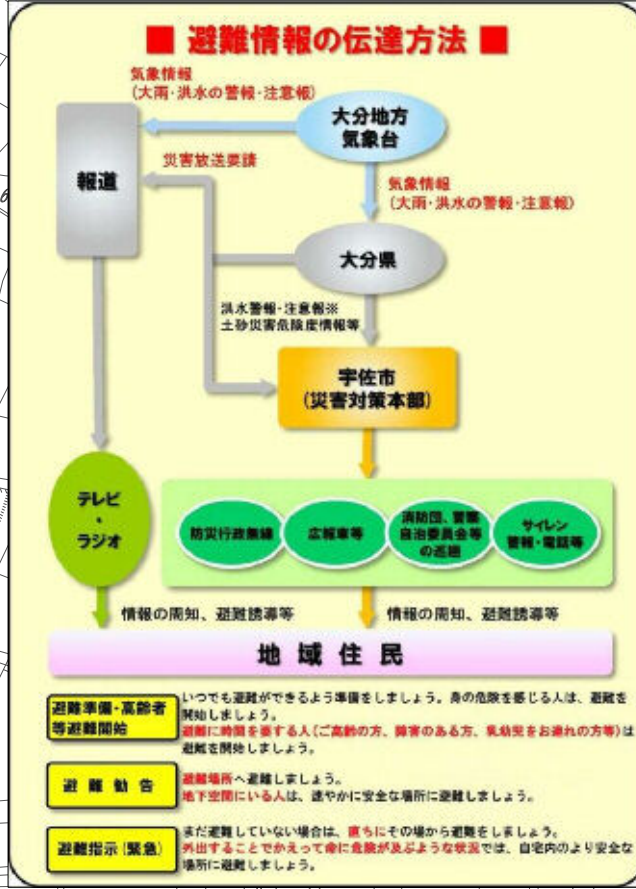 ■ 避難情報の伝達方法 ■
気象情報
(大雨・洪水の警報・注意報)
大分地方
気象台
報道
災害放送要請
気象情報
(大雨・洪水の警報・注意報)
大分県
洪水警報・注意報※
土砂災害危険度情報等
宇佐市
(災害対策本部)
テレビ
・
ラジオ
防災行政無線
広報車等
消防団、警察
自治委員会等
の巡回
サイレン
警報・電話等
情報の周知、避難誘導等
情報の周知、避難誘導等
地域住民
避難準備・高齢者
等避難開始
いつでも避難ができるよう準備をしましょう。身の危険を感じる人は、避難を
開始しましょう。
避難に時間を要する人(ご高齢の方、障害のある方、乳幼児をお連れの方等)は
避難を開始しましょう。
避難勧告
避難場所へ避難しましょう。
地下空間にいる人は、速やかに安全な場所に避難しましょう。
避難指示(緊急)
まだ避難していない場合は、直ちにその場から避難をしましょう。
外出することでかえって命に危険が及ぶような状況では、自宅内のより安全な
場所に避難しましょう。